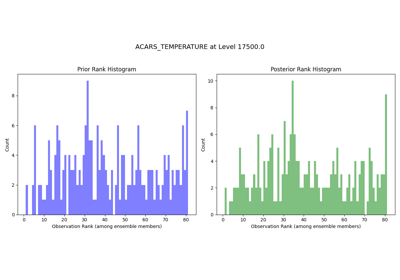 ACARS_TEMPERATURE at Level 17500.0
Prior Rank Histogram
Posterior Rank Histogram
Count
8
6
4
2
0
0 10 20 30 40 50 60 70 80
Observation Rank (among ensemble members)
Count
10
8
6
4
2
0
0 10 20 30 40 50 60 70 80
Observation Rank (among ensemble members)